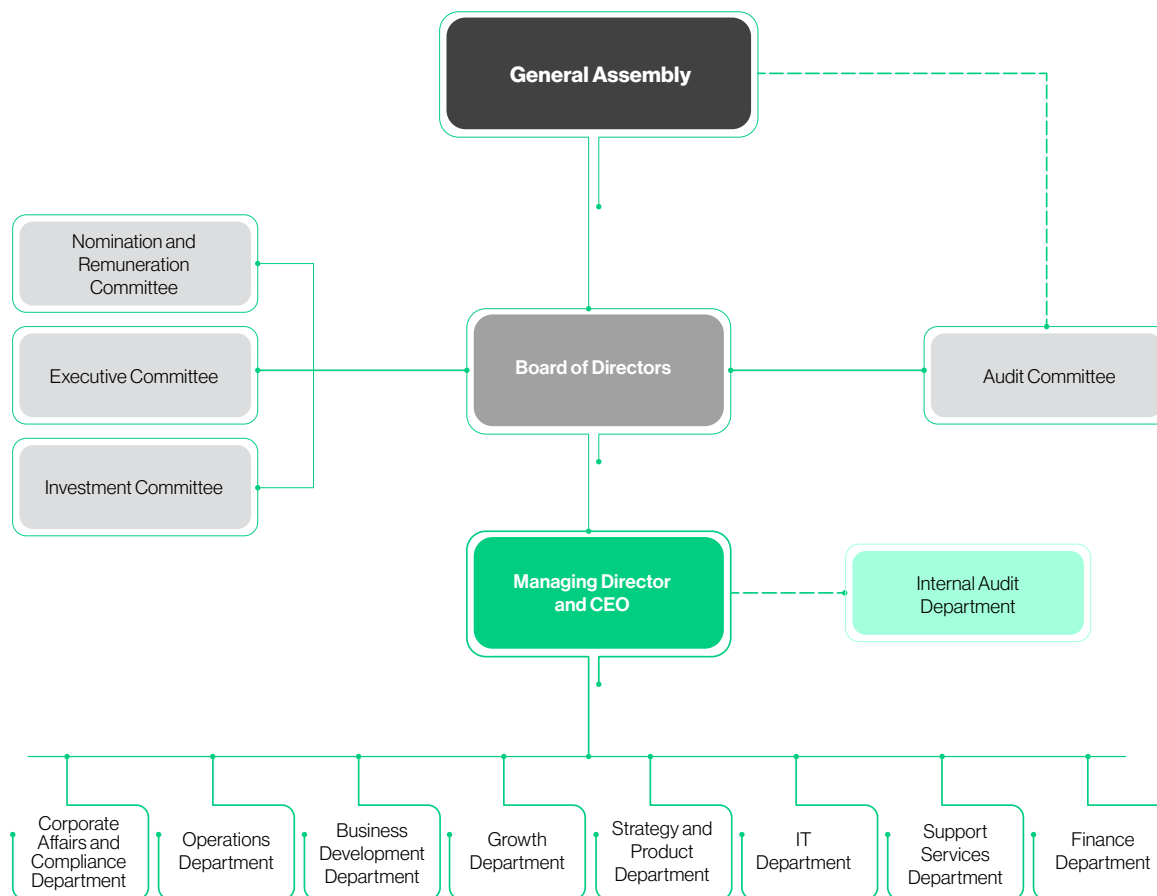 General Assembly
Nomination and
Remuneration
Committee
Executive Committee
Board of Directors
Audit Committee
Investment Committee
Managing Director
and CEO
Internal Audit
Department
Corporate
Affairs and
Compliance
Department
Operations
Department
Business
Development
Department
Growth
Department
Strategy and
Product
Department
IT
Department
Support
Services
Department
Finance
Department